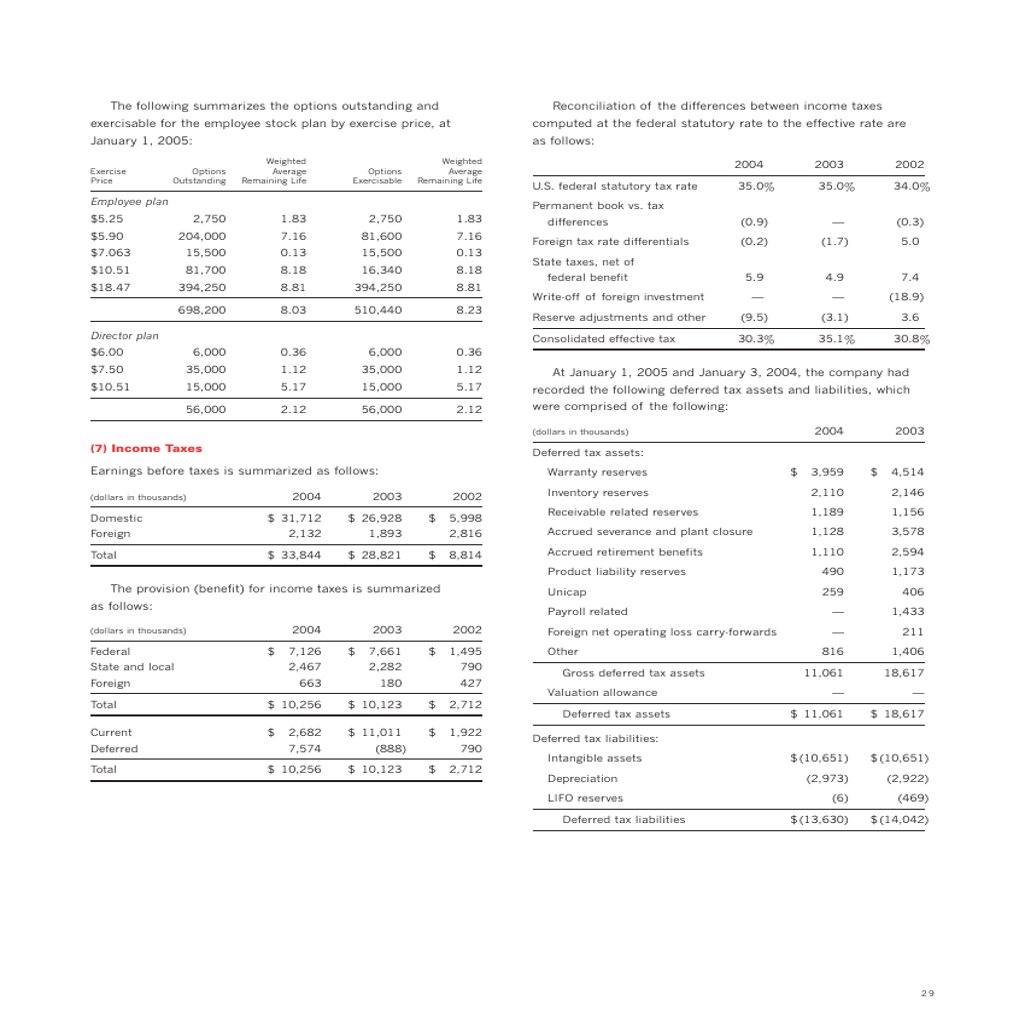 The following summarizes the options outstanding and
exercisable for the employee stock plan by exercise price, at
January 1, 2005:
Weighted Weighted
Exercise Options Average Options Average
Price Outstanding Remaining Life Exercisable Remaining Life
Employee plan
$5.25 2,750 1.83 2,750 1.83
$5.90 204,000 7.16 81,600 7.16
$7.063 15,500 0.13 15,500 0.13
$10.51 81,700 8.18 16,340 8.18
$18.47 394,250 8.81 394,250 8.81
698,200 8.03 510,440 8.23
Director plan
$6.00 6,000 0.36 6,000 0.36
$7.50 35,000 1.12 35,000 1.12
$10.51 15,000 5.17 15,000 5.17
56,000 2.12 56,000 2.12
(7) Income Taxes
Earnings before taxes is summarized as follows:
(dollars in thousands) 2004 2003 2002
Domestic $ 31,712 $ 26,928 $ 5,998
Foreign 2,132 1,893 2,816
Total $ 33,844 $ 28,821 $ 8,814
The provision (benefit) for income taxes is summarized
as follows:
(dollars in thousands) 2004 2003 2002
Federal $ 7,126 $ 7,661 $ 1,495
State and local 2,467 2,282 790
Foreign 663 180 427
Total $ 10,256 $ 10,123 $ 2,712
Current $ 2,682 $ 11,011 $ 1,922
Deferred 7,574 (888) 790
Total $ 10,256 $ 10,123 $ 2,712
Reconciliation of the differences between income taxes
computed at the federal statutory rate to the effective rate are
as follows:
2004 2003 2002
U.S. federal statutory tax rate 35.0% 35.0% 34.0%
Permanent book vs. tax
differences (0.9) — (0.3)
Foreign tax rate differentials (0.2) (1.7) 5.0
State taxes, net of
federal benefit 5.9 4.9 7.4
Write-off of foreign investment — — (18.9)
Reserve adjustments and other (9.5) (3.1) 3.6
Consolidated effective tax 30.3% 35.1% 30.8%
At January 1, 2005 and January 3, 2004, the company had
recorded the following deferred tax assets and liabilities, which
were comprised of the following:
(dollars in thousands) 2004 2003
Deferred tax assets:
Warranty reserves $ 3,959 $ 4,514
Inventory reserves 2,110 2,146
Receivable related reserves 1,189 1,156
Accrued severance and plant closure 1,128 3,578
Accrued retirement benefits 1,110 2,594
Product liability reserves 490 1,173
Unicap 259 406
Payroll related — 1,433
Foreign net operating loss carry-forwards — 211
Other 816 1,406
Gross deferred tax assets 11,061 18,617
Valuation allowance — —
Deferred tax assets $ 11,061 $ 18,617
Deferred tax liabilities:
Intangible assets $(10,651) $(10,651)
Depreciation (2,973) (2,922)
LIFO reserves (6) (469)
Deferred tax liabilities $(13,630) $(14,042)
29